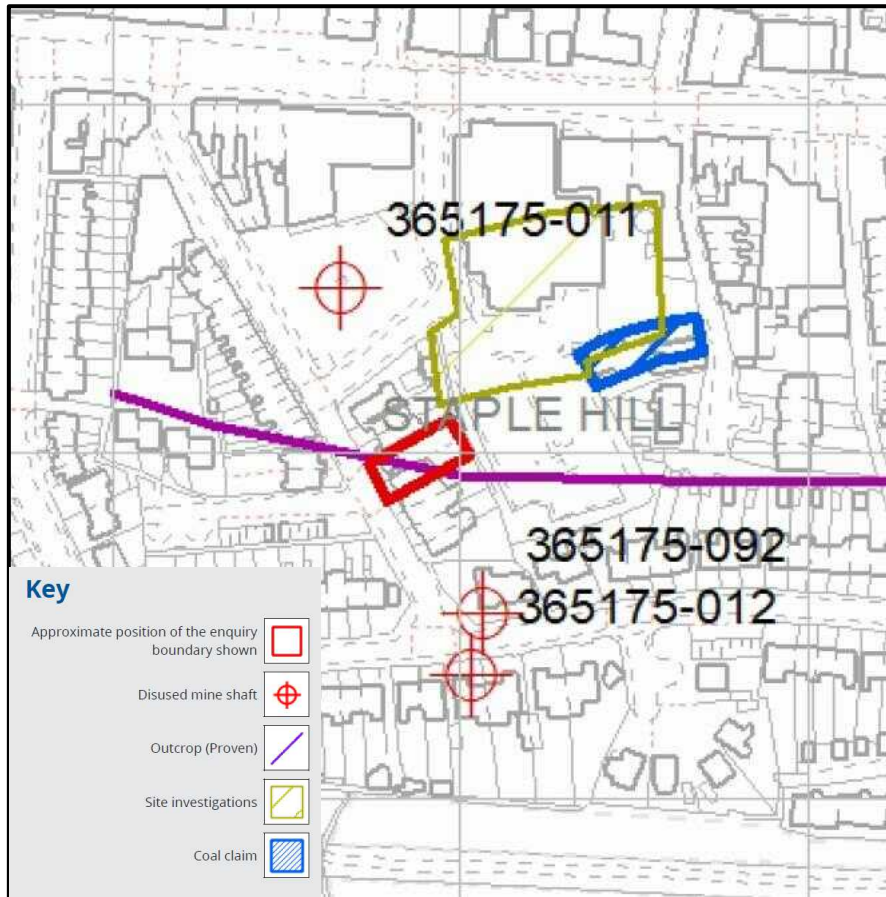 365175-011
STAPLE HILL
365175-092
365175-012
Key
Approximate position of the enquiry
boundary shown
Disused mine shaft
Outcrop (Proven)
Site investigations
Coal claim